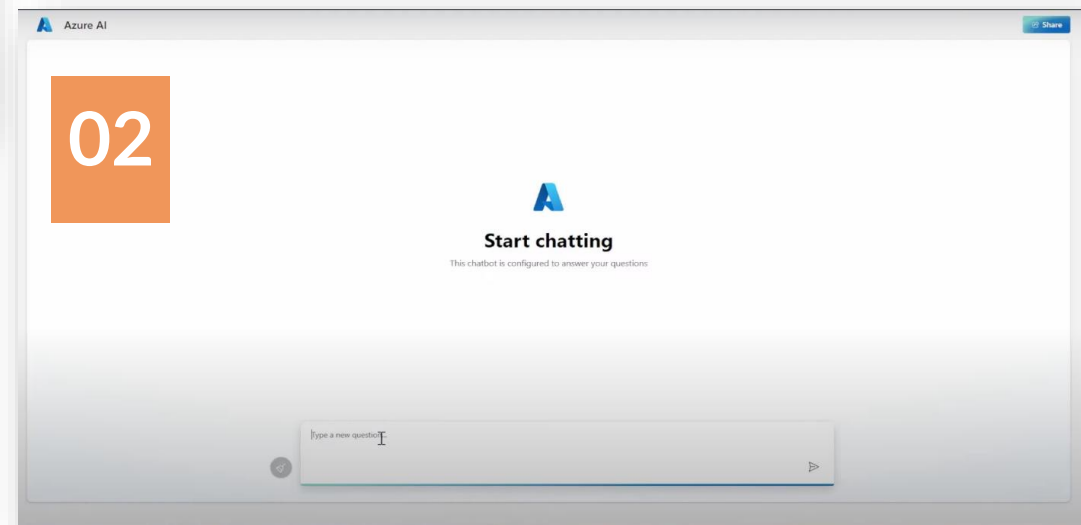 Azure AI
Share
02
Start chatting
This chatbot is configured to answer your questions
Type a new question...